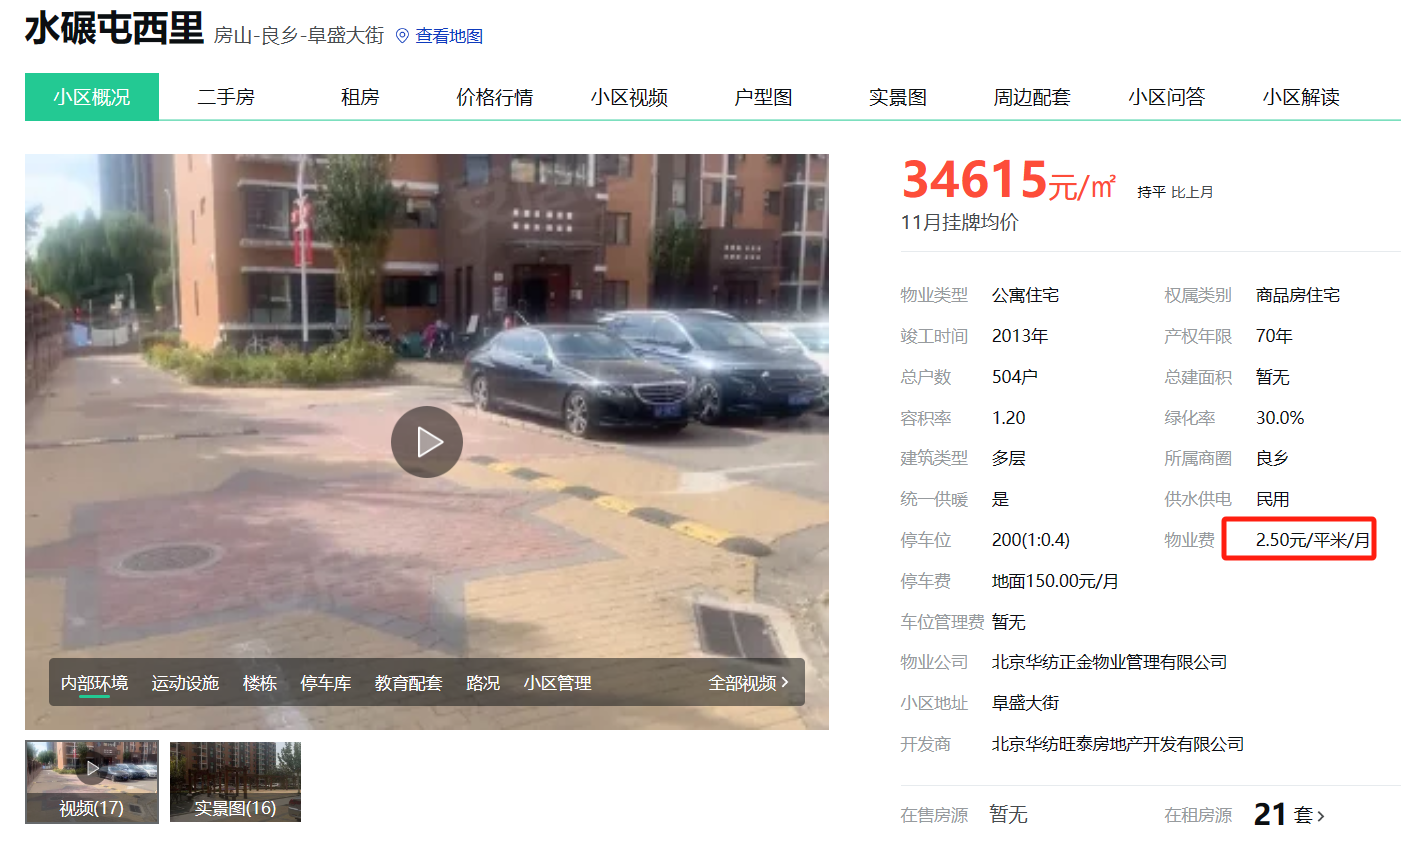 水碾屯西里 房山-良乡-阜盛大街 查看地图
小区概况 二手房 租房 价格行情 小区视频 户型图 实景图 周边配套 小区问答 小区解读
34615元/㎡ 持平 比上月
11月挂牌均价
物业类型 公寓住宅 权属类别 商品房住宅
竣工时间 2013年 产权年限 70年
总户数 504户 总建面积 暂无
容积率 1.20 绿化率 30.0%
建筑类型 多层 所属商圈 良乡
统一供暖 是 供水供电 民用
停车位 200(1:0.4) 物业费 2.50元/平米/月
停车费 地面150.00元/月
车位管理费 暂无
物业公司 北京华纺正金物业管理有限公司
小区地址 阜盛大街
开发商 北京华纺旺泰房地产开发有限公司
在售房源 暂无 在租房源 21 套>
内部环境 运动设施 楼栋 停车库 教育配套 路况 小区管理 全部视频>
视频(17) 实景图(16)